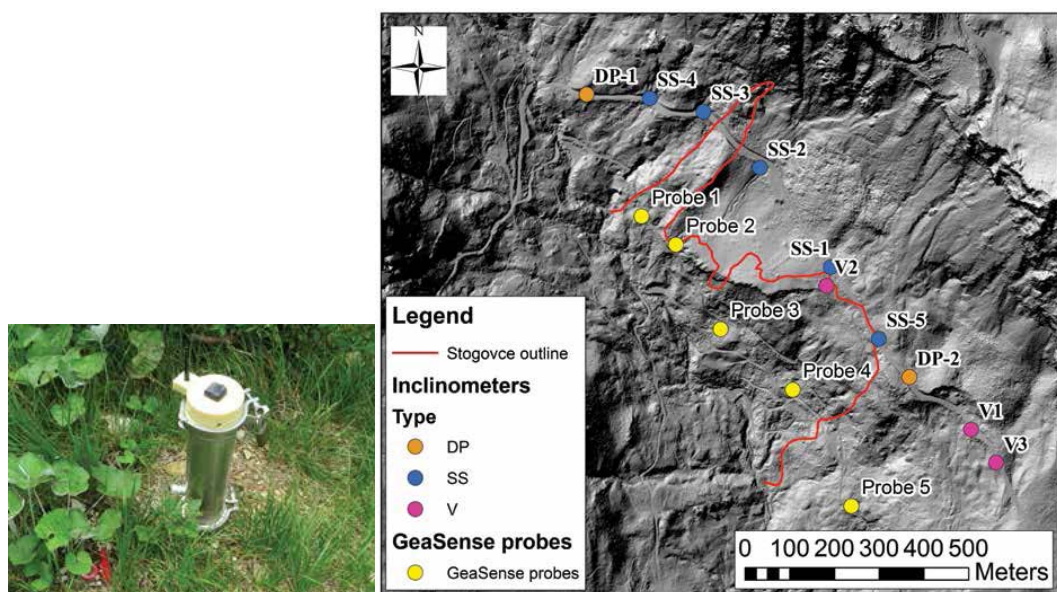 DP-1
SS-4
SS-3
SS-2
Probe 1
Probe 2
SS-1
V2
Probe 3
SS-5
DP-2
Probe 4
V1
V3
Probe 5
Legend
Stogovce outline
Inclinometers
Type
DP
SS
V
GeaSense probes
GeaSense probes
0 100 200 300 400 500
Meters